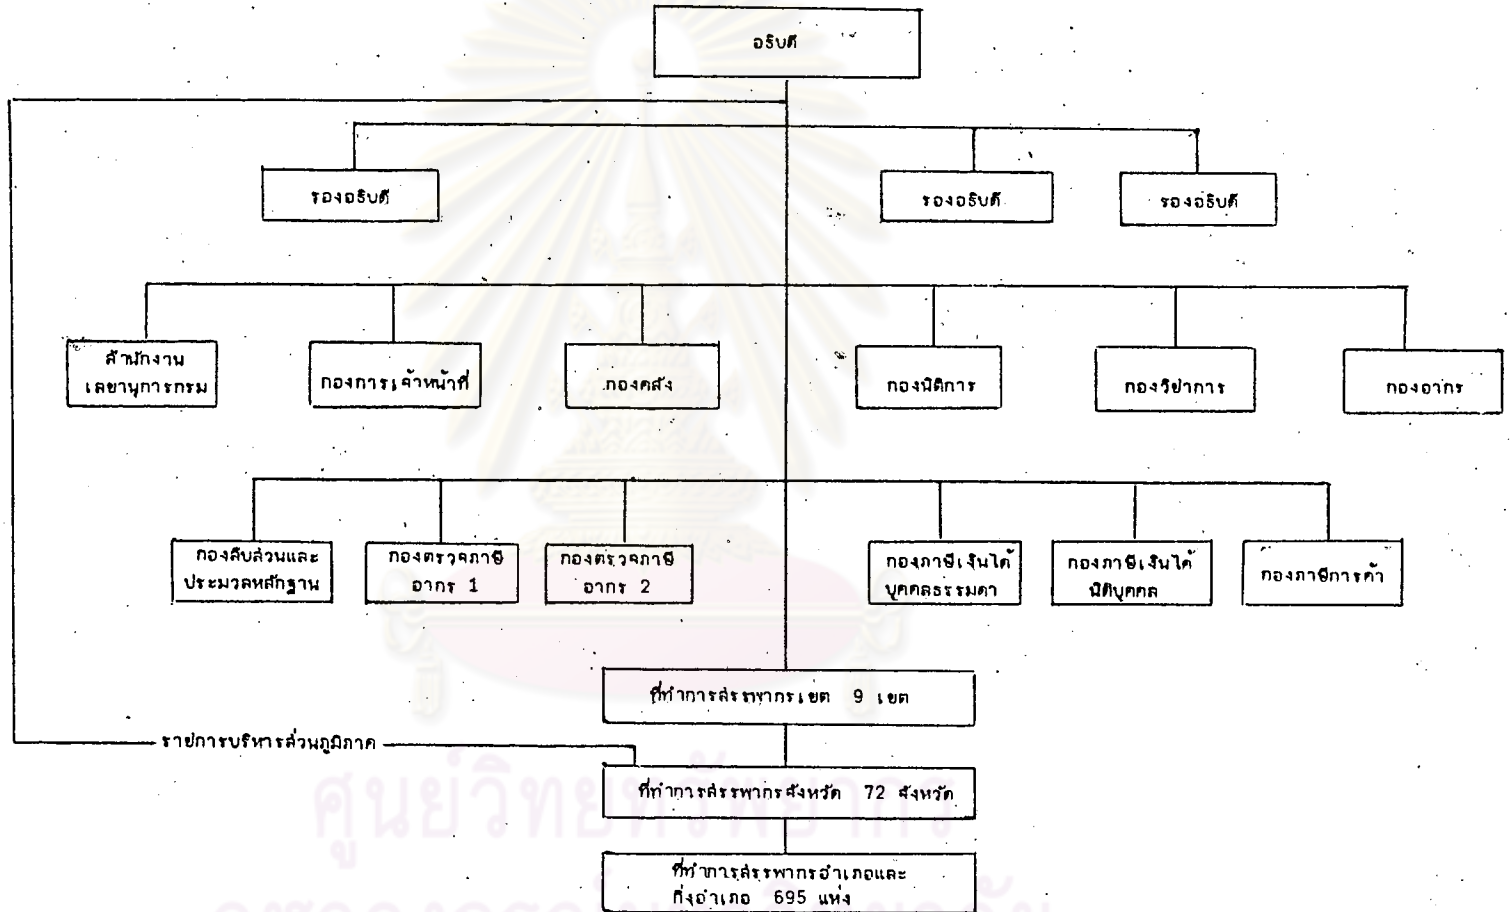 อธิบดี
รองอธิบดี
รองอธิบดี
รองอธิบดี
สำนักงาน
เลขานุการกรม
กองการเจ้าหน้าที่
กองคลัง
กองนิติการ
กองวิชาการ
กองอากร
กองสืบสวนและ
ประมวลหลักฐาน
กองตรวจภาษี
อากร 1
กองตรวจภาษี
อากร 2
กองภาษีเงินได้
บุคคลธรรมดา
กองภาษีเงินได้
นิติบุคคล
กองภาษีการค้า
ที่ทำการสรรพากรเขต 9 เขต
รายการบริหารส่วนภูมิภาค
ที่ทำการสรรพากรจังหวัด 72 จังหวัด
ที่ทำการสรรพากรอำเภอและ
กิ่งอำเภอ 695 แห่ง
ศูนย์วิทยทรัพยากร